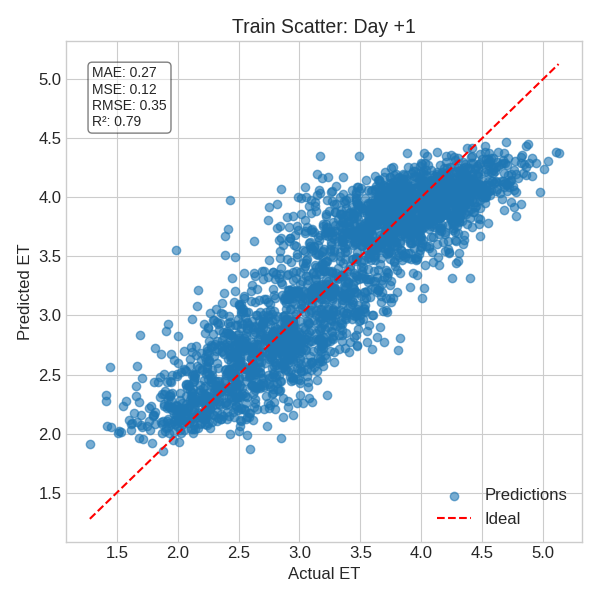 Train Scatter: Day +1
MAE: 0.27
MSE: 0.12
RMSE: 0.35
R²: 0.79
5.0
4.5
4.0
3.5
3.0
2.5
2.0
1.5
Predicted ET
Predictions
Ideal
1.5 2.0 2.5 3.0 3.5 4.0 4.5 5.0
Actual ET